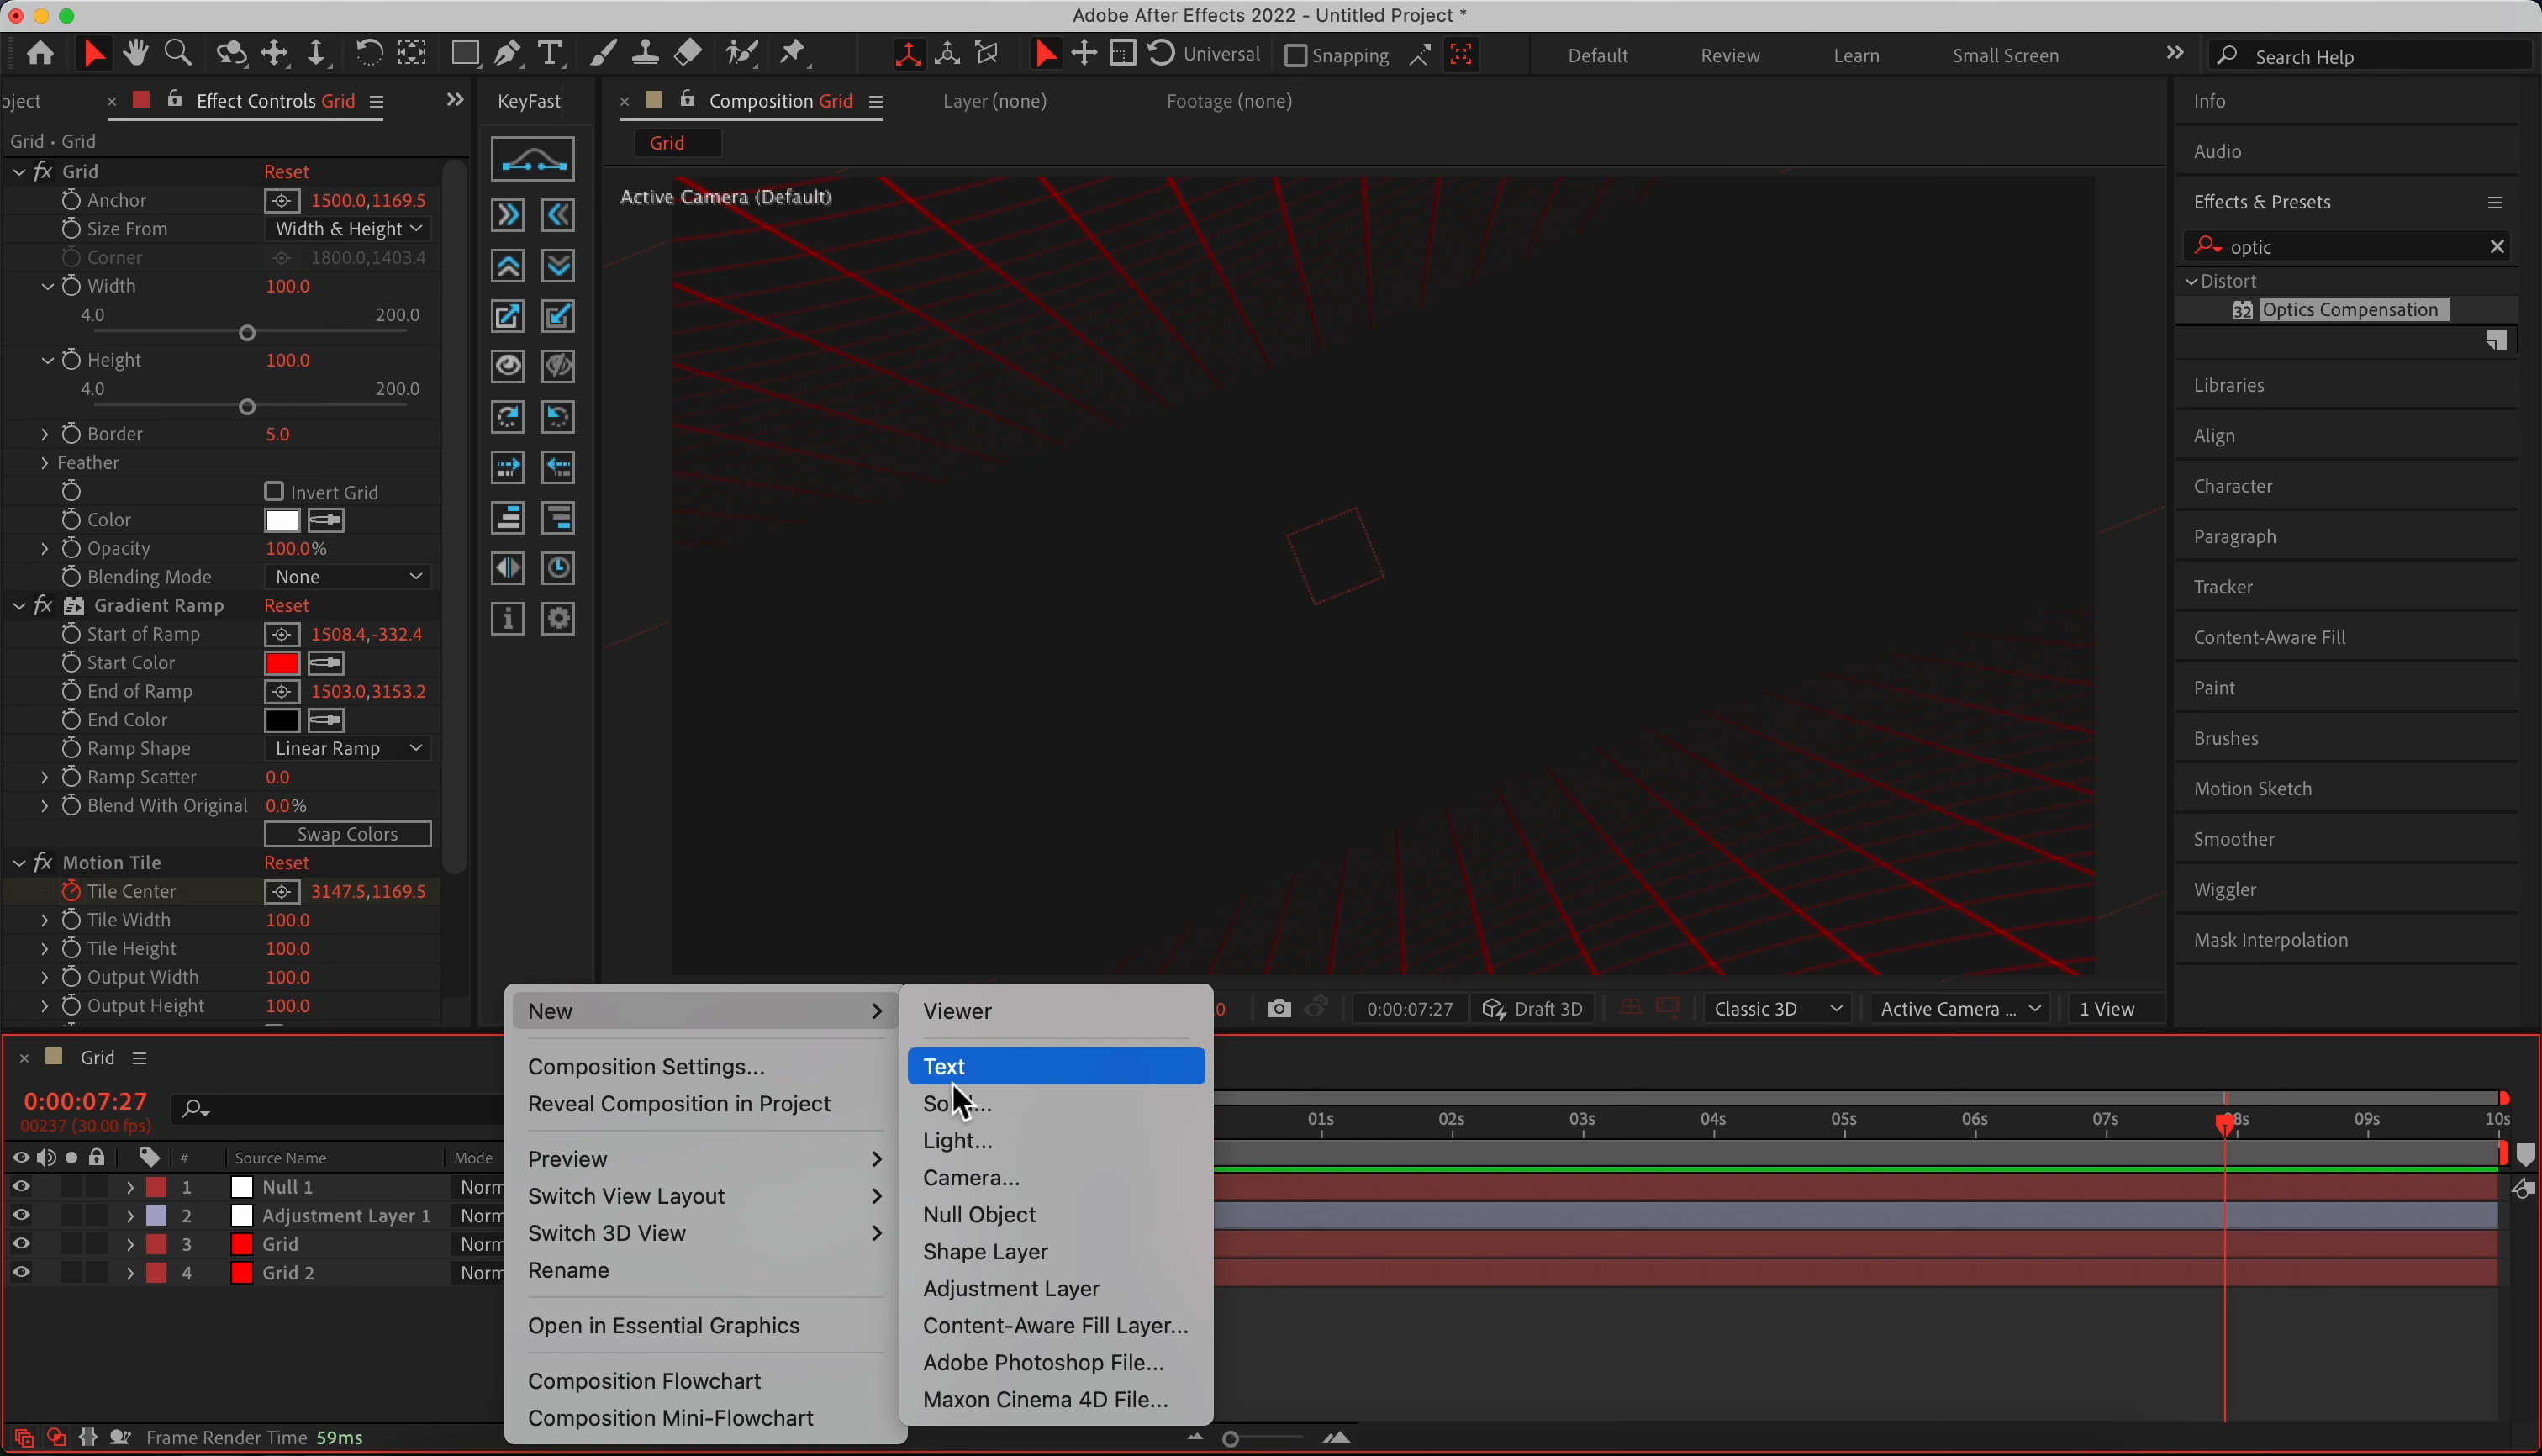 Adobe After Effects 2022 - Untitled Project *
Universal
Snapping
Default
Review
Learn
Small Screen
Search Help
Effect Controls Grid
KeyFast
Composition Grid
Layer (none)
Footage (none)
Grid
Grid • Grid
Grid Reset
Anchor 1500.0,1169.5
Size From Width & Height
Corner 1800.0,1403.4
Width 100.0
4.0 200.0
Height 100.0
4.0 200.0
Border 5.0
Feather
Invert Grid
Color
Opacity 100.0%
Blending Mode None
Gradient Ramp Reset
Start of Ramp 1508.4,-332.4
Start Color
End of Ramp 1503.0,3153.2
End Color
Ramp Shape Linear Ramp
Ramp Scatter 0.0
Blend With Original 0.0%
Swap Colors
Motion Tile Reset
Tile Center 3147.5,1169.5
Tile Width 100.0
Tile Height 100.0
Output Width 100.0
Output Height 100.0
Active Camera (Default)
Info
Audio
Effects & Presets
optic
Distort
32 Optics Compensation
Libraries
Align
Character
Paragraph
Tracker
Content-Aware Fill
Paint
Brushes
Motion Sketch
Smoother
Wiggler
Mask Interpolation
0:00:07:27
Draft 3D
Classic 3D
Active Camera ...
1 View
New
Composition Settings...
Reveal Composition in Project
Preview
Switch View Layout
Switch 3D View
Rename
Open in Essential Graphics
Composition Flowchart
Composition Mini-Flowchart
Viewer
Text
Light...
Camera...
Null Object
Shape Layer
Adjustment Layer
Content-Aware Fill Layer...
Adobe Photoshop File...
Maxon Cinema 4D File...
Grid
0:00:07:27
00237 (30.00 fps)
01s 02s 03s 04s 05s 06s 07s 09s 10s
# Source Name Mode
1 Null 1 Norm
2 Adjustment Layer 1 Norm
3 Grid Norm
4 Grid 2 Norm
Frame Render Time 59ms